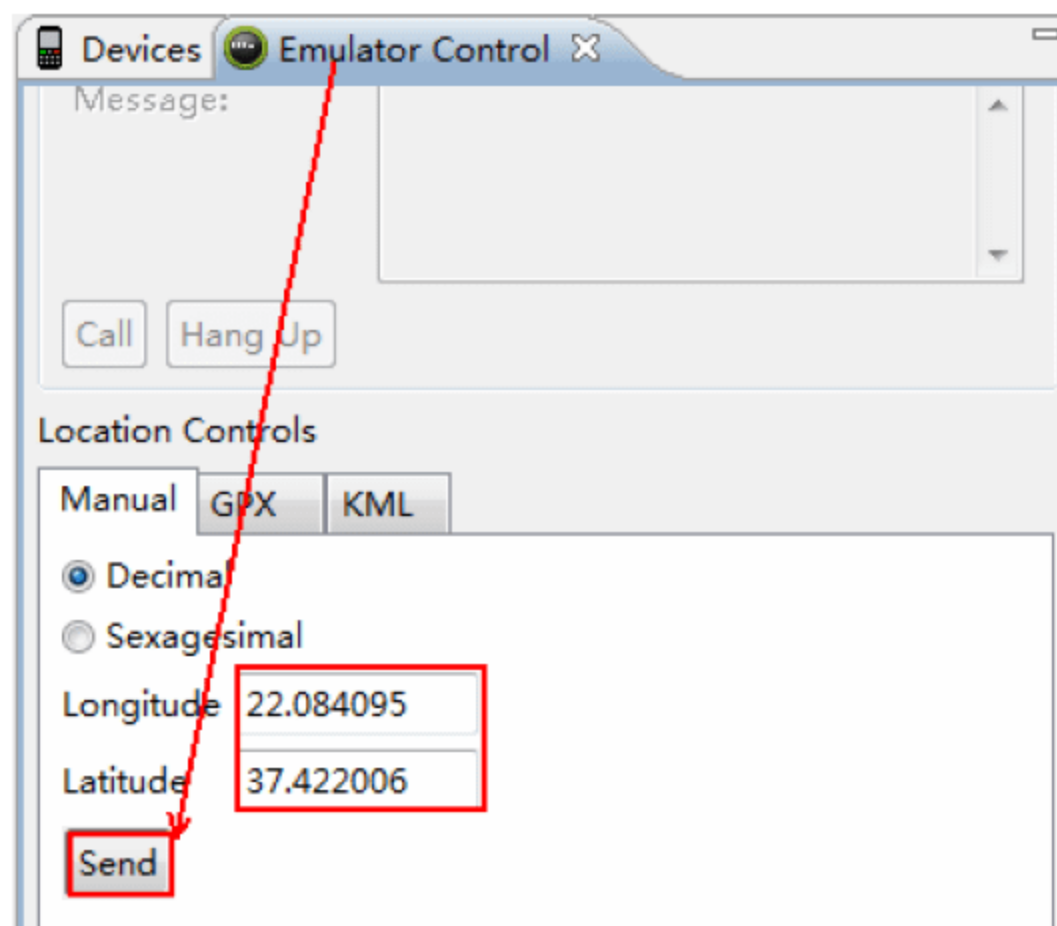 Devices Emulator Control
Message:
Call Hang Up
Location Controls
Manual GPX KML
Decimal
Sexagesimal
Longitude 22.084095
Latitude 37.422006
Send